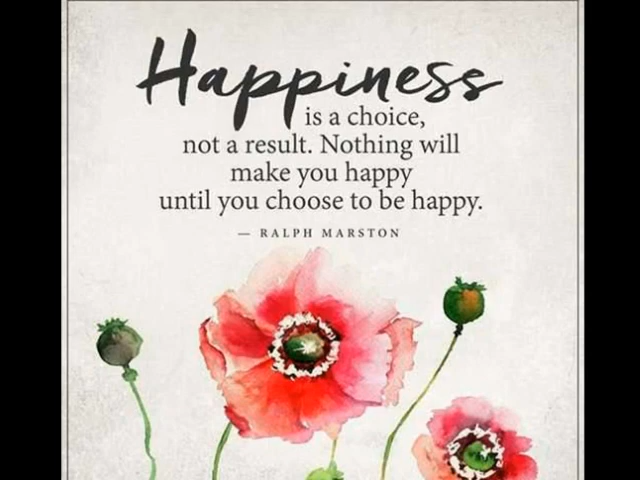 Happiness
is a choice,
not a result. Nothing will
make you happy
until you choose to be happy.
— RALPH MARSTON